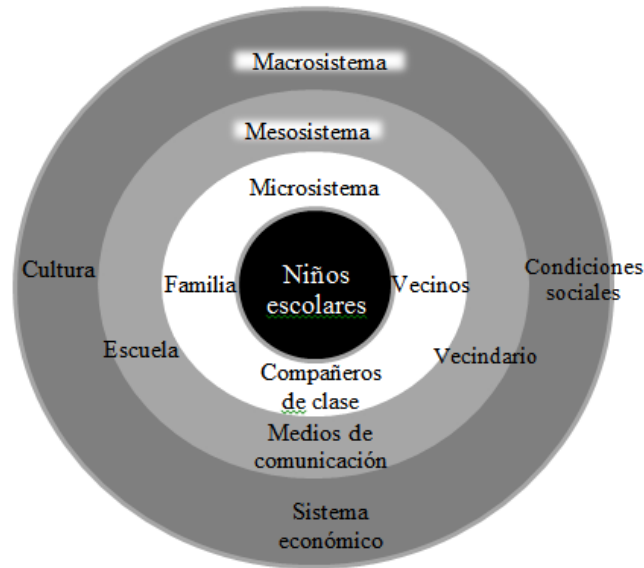 Macrosistema
Mesosistema
Microsistema
Cultura
Familia
Niños
escolares
Vecinos
Condiciones
sociales
Escuela
Vecindario
Compañeros
de clase
Medios de
comunicación
Sistema
económico